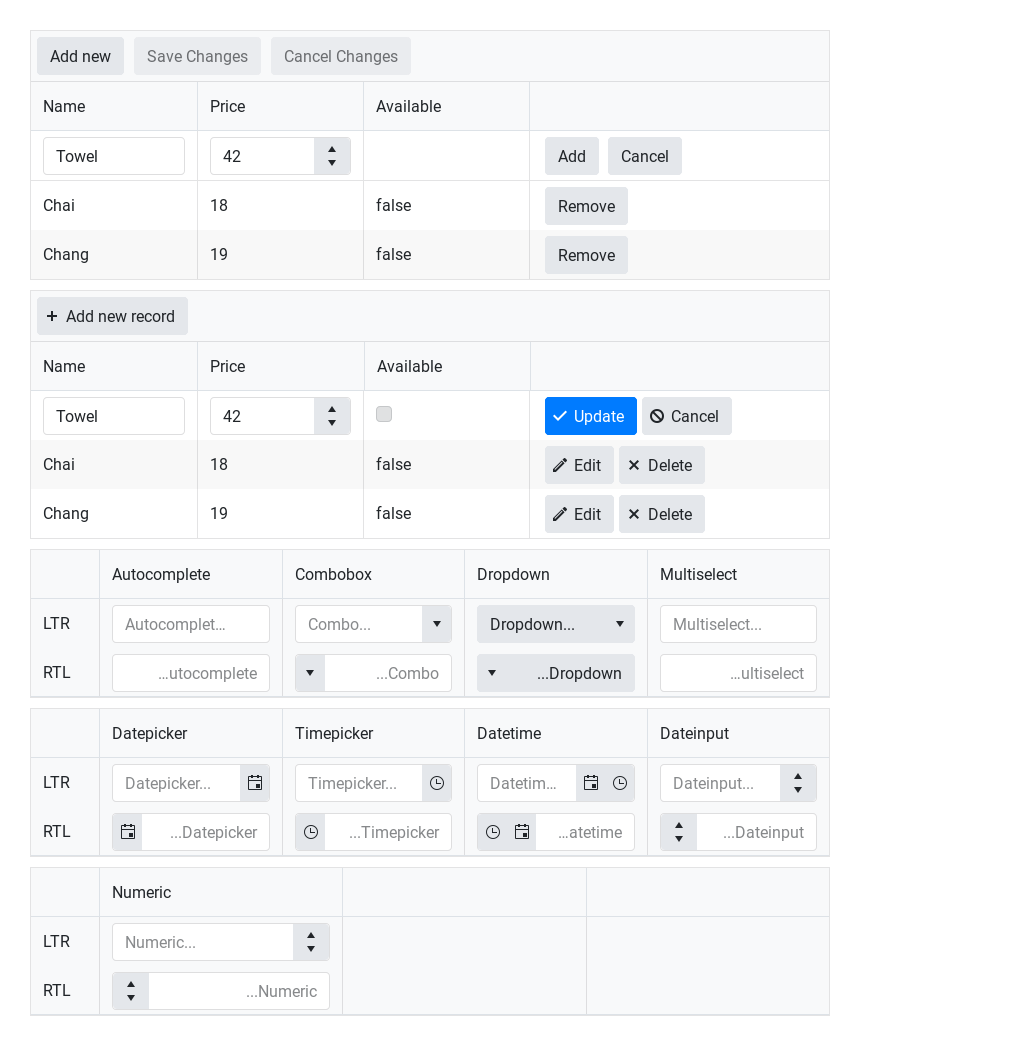 Add new Save Changes Cancel Changes
Name Price Available
Towel 42 Add Cancel
Chai 18 false Remove
Chang 19 false Remove
Add new record
Name Price Available
Towel 42 Update Cancel
Chai 18 false Edit Delete
Chang 19 false Edit Delete
Autocomplete Combobox Dropdown Multiselect
LTR Autocomplet… Combo... Dropdown... Multiselect...
RTL …utocomplete ...Combo ...Dropdown …ultiselect
Datepicker Timepicker Datetime Dateinput
LTR Datepicker... Timepicker... Datetim… Dateinput...
RTL ...Datepicker ...Timepicker …atetime ...Dateinput
Numeric
LTR Numeric...
RTL ...Numeric